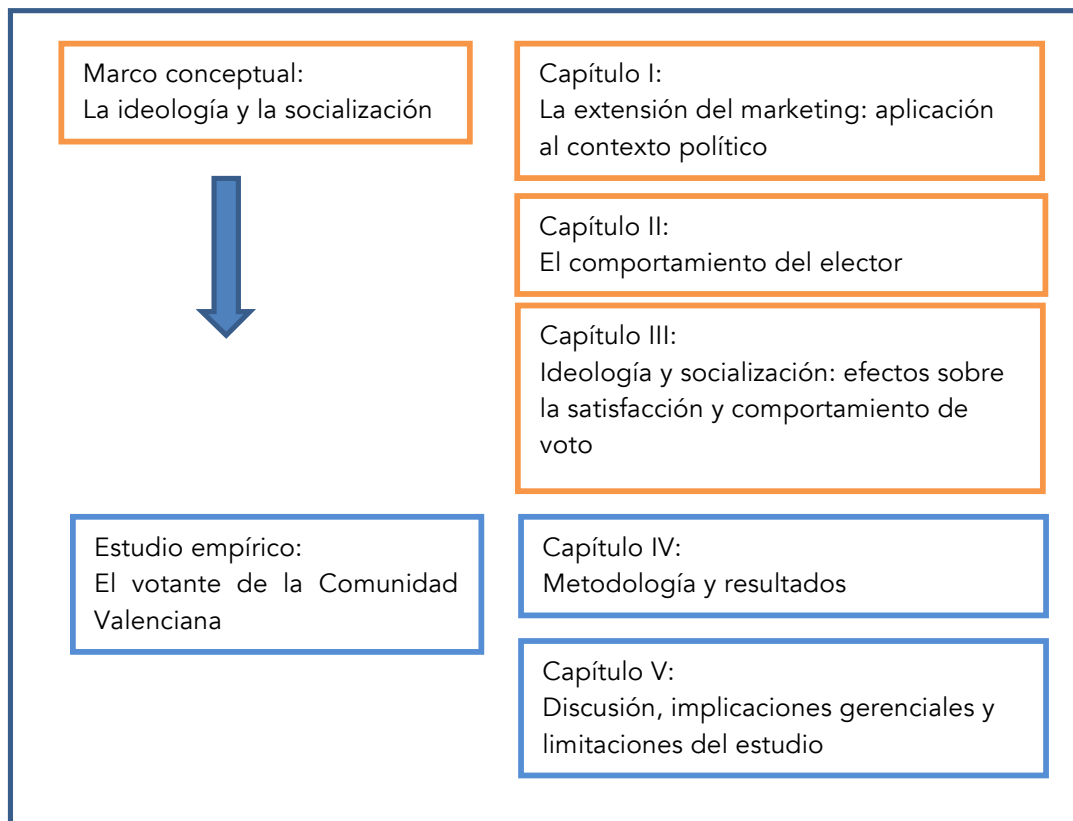 Marco conceptual:
La ideología y la socialización
Capítulo I:
La extensión del marketing: aplicación
al contexto político
Capítulo II:
El comportamiento del elector
Capítulo III:
Ideología y socialización: efectos sobre
la satisfacción y comportamiento de
voto
Estudio empírico:
El votante de la Comunidad
Valenciana
Capítulo IV:
Metodología y resultados
Capítulo V:
Discusión, implicaciones gerenciales y
limitaciones del estudio